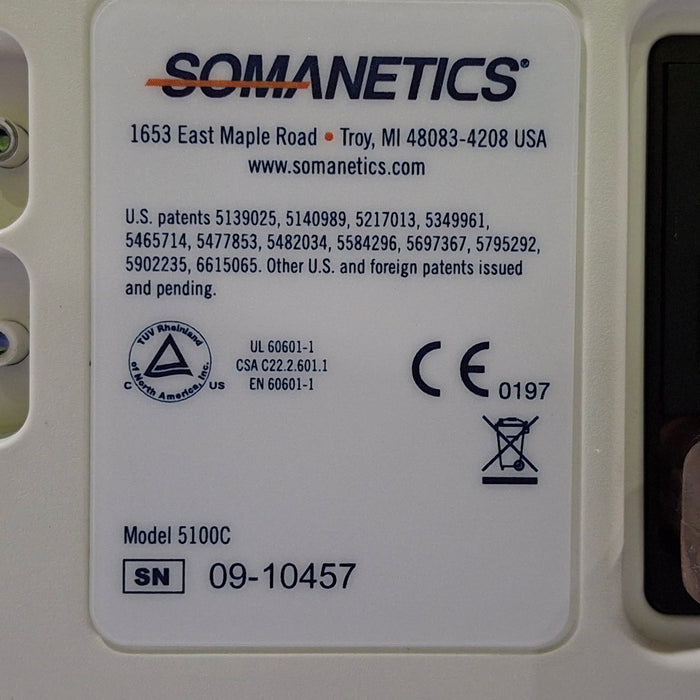 SOMANETICS®
1653 East Maple Road • Troy, MI 48083-4208 USA
www.somanetics.com
U.S. patents 5139025, 5140989, 5217013, 5349961,
5465714, 5477853, 5482034, 5584296, 5697367, 5795292,
5902235, 6615065. Other U.S. and foreign patents issued
and pending.
TUV Rheinland
of North America, Inc.
C US
UL 60601-1
CSA C22.2.601.1
EN 60601-1
CE 0197
Model 5100C
SN 09-10457